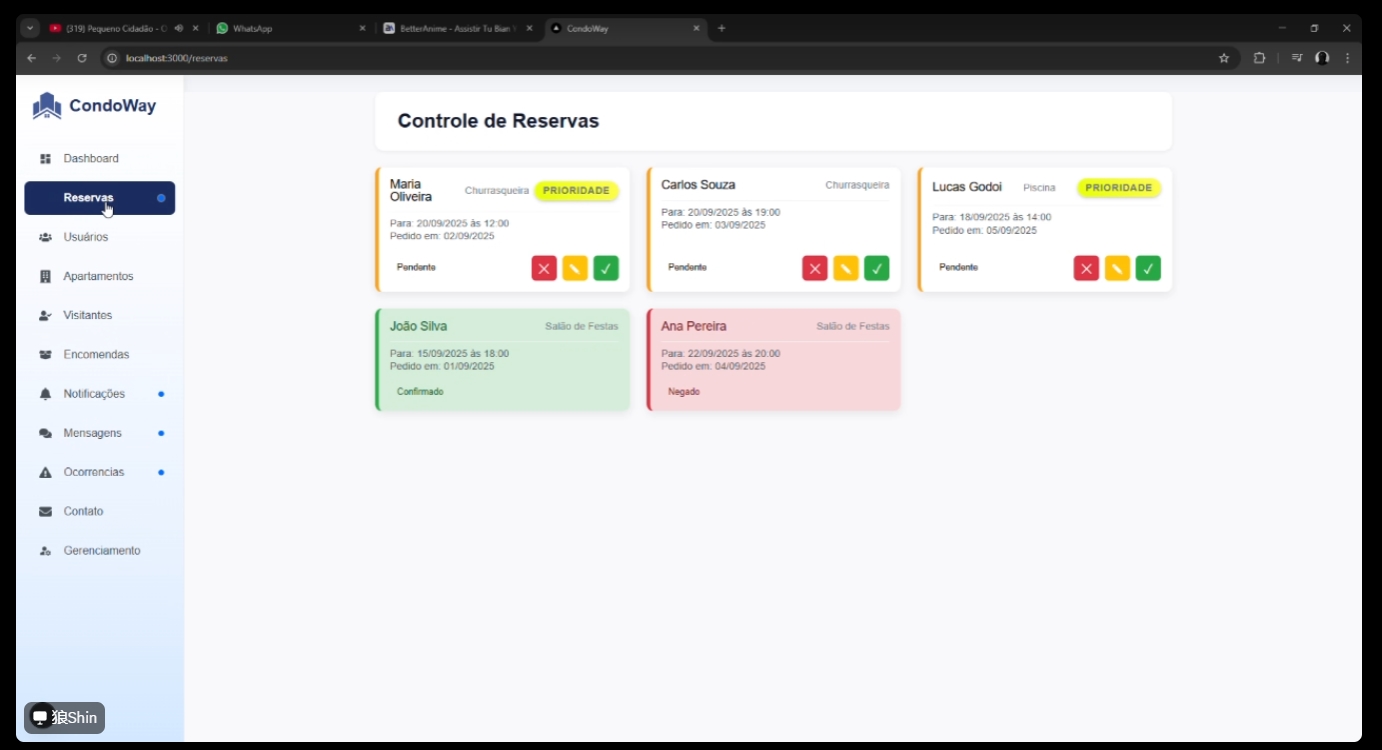 (319) Pequeno Cidadão - C
WhatsApp
BetterAnime - Assistir Tu Bian
CondoWay
localhost:3000/reservas
CondoWay
Dashboard
Reservas
Usuários
Apartamentos
Visitantes
Encomendas
Notificações
Mensagens
Ocorrencias
Contato
Gerenciamento
Controle de Reservas
Maria Oliveira Churrasqueira PRIORIDADE
Para: 20/09/2025 às 12:00
Pedido em: 02/09/2025
Pendente
Carlos Souza Churrasqueira
Para: 20/09/2025 às 19:00
Pedido em: 03/09/2025
Pendente
Lucas Godoi Piscina PRIORIDADE
Para: 18/09/2025 às 14:00
Pedido em: 05/09/2025
Pendente
João Silva Salão de Festas
Para: 15/09/2025 às 18:00
Pedido em: 01/09/2025
Confirmado
Ana Pereira Salão de Festas
Para: 22/09/2025 às 20:00
Pedido em: 04/09/2025
Negado
狼Shin